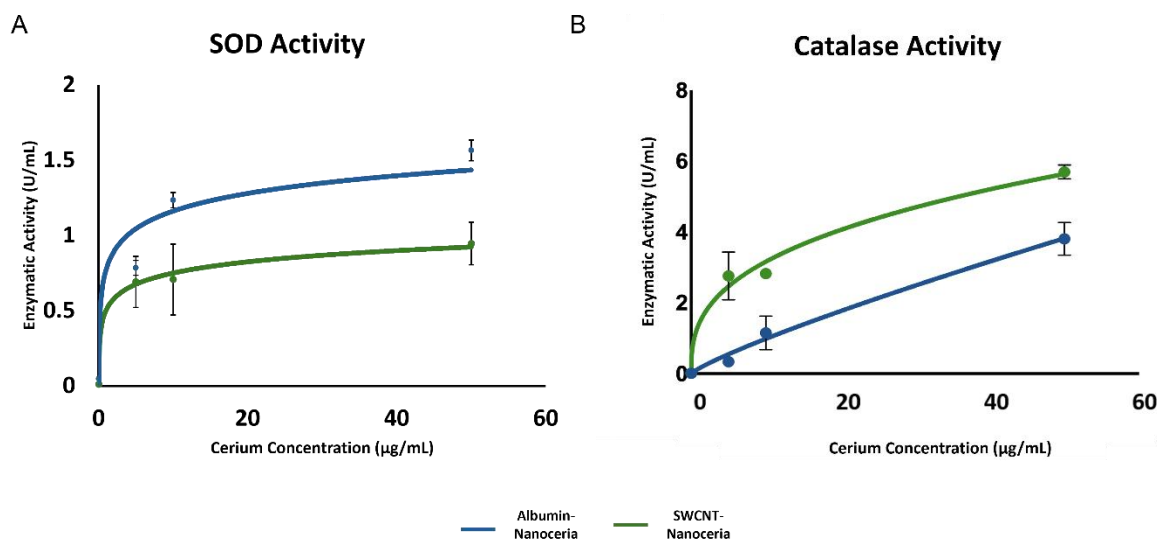 A
SOD Activity
2
1.5
1
0.5
0
0
20
40
60
Enzymatic Activity (U/mL)
Cerium Concentration (µg/mL)
B
Catalase Activity
8
6
4
2
0
0
20
40
60
Enzymatic Activity (U/mL)
Cerium Concentration (µg/mL)
Albumin-
Nanoceria
SWCNT-
Nanoceria